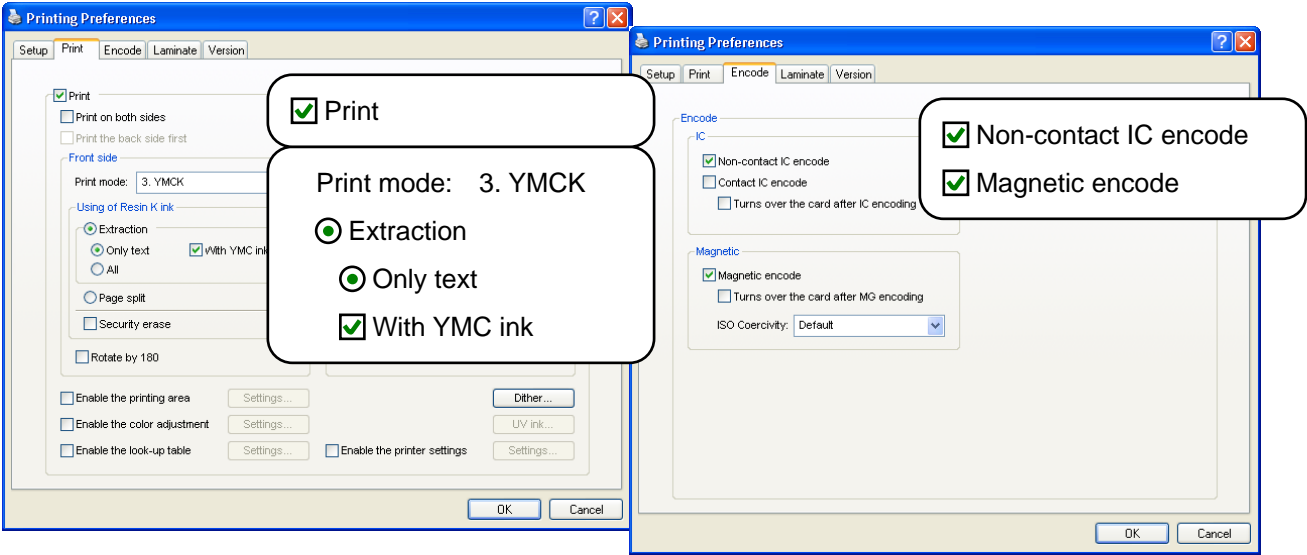 Printing Preferences
Setup Print Encode Laminate Version
Print
Print on both sides
Print the back side first
Front side
Print mode: 3. YMCK
Using of Resin K ink
Extraction
Only text With YMC ink
All
Page split
Security erase
Rotate by 180
Enable the printing area Settings... Dither...
Enable the color adjustment Settings... UV ink...
Enable the look-up table Settings... Enable the printer settings Settings...
OK Cancel
Print
Print mode: 3. YMCK
Extraction
Only text
With YMC ink
Printing Preferences
Setup Print Encode Laminate Version
Encode
IC
Non-contact IC encode
Contact IC encode
Turns over the card after IC encoding
Magnetic
Magnetic encode
Turns over the card after MG encoding
ISO Coercivity: Default
OK Cancel
Non-contact IC encode
Magnetic encode